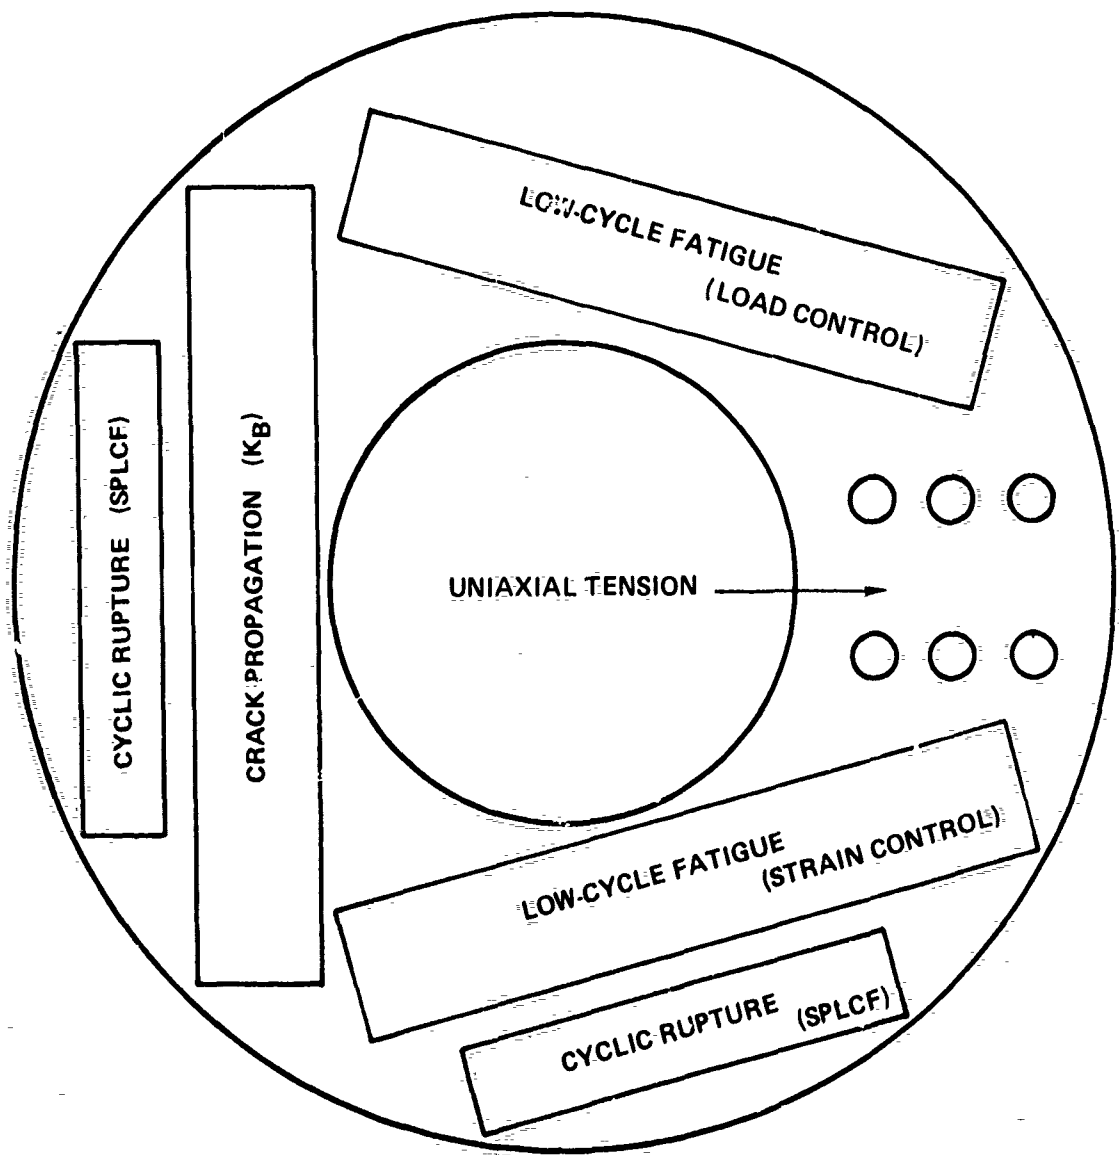 LOW-CYCLE FATIGUE
(LOAD CONTROL)
CYCLIC RUPTURE (SPLCF)
CRACK PROPAGATION (KB)
UNIAXIAL TENSION
LOW-CYCLE FATIGUE
(STRAIN CONTROL)
CYCLIC RUPTURE (SPLCF)